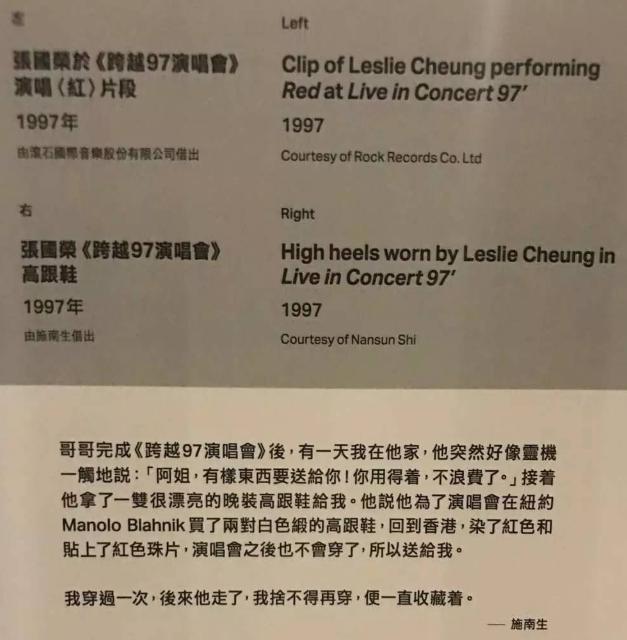 左
張國榮於《跨越97演唱會》
演唱〈紅〉片段
1997年
由滾石國際音樂股份有限公司借出
右
張國榮《跨越97演唱會》
高跟鞋
1997年
由施南生借出
Left
Clip of Leslie Cheung performing
Red at Live in Concert 97'
1997
Courtesy of Rock Records Co. Ltd
Right
High heels worn by Leslie Cheung in
Live in Concert 97'
1997
Courtesy of Nansun Shi
哥哥完成《跨越97演唱會》後，有一天我在他家，他突然好像靈機
一觸地説：「阿姐，有樣東西要送給你！你用得着，不浪費了。」接着
他拿了一雙很漂亮的晚裝高跟鞋給我。他説他為了演唱會在紐約
Manolo Blahnik 買了兩對白色緞的高跟鞋，回到香港，染了紅色和
貼上了紅色珠片，演唱會之後也不會穿了，所以送給我。
我穿過一次，後來他走了，我捨不得再穿，便一直收藏着。
—— 施南生